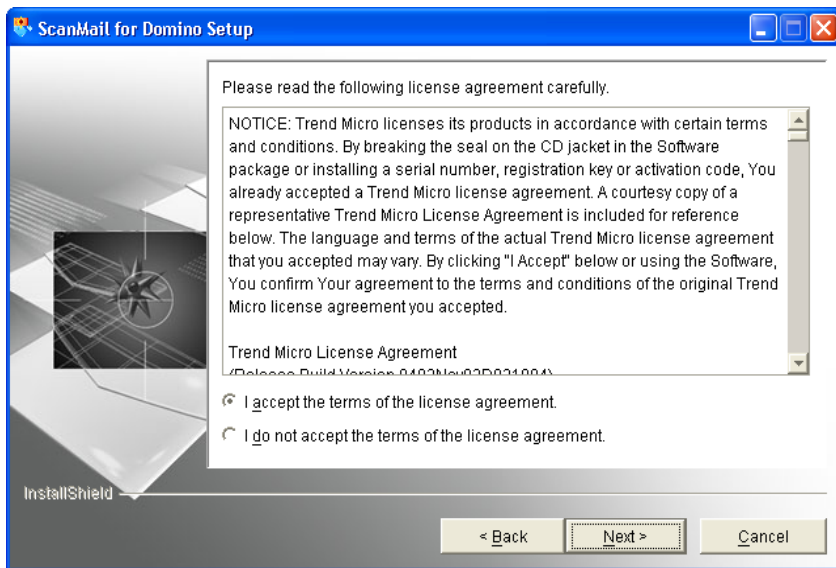 ScanMail for Domino Setup
Please read the following license agreement carefully.
NOTICE: Trend Micro licenses its products in accordance with certain terms
and conditions. By breaking the seal on the CD jacket in the Software
package or installing a serial number, registration key or activation code, You
already accepted a Trend Micro license agreement. A courtesy copy of a
representative Trend Micro License Agreement is included for reference
below. The language and terms of the actual Trend Micro license agreement
that you accepted may vary. By clicking "I Accept" below or using the Software,
You confirm Your agreement to the terms and conditions of the original Trend
Micro license agreement you accepted.
Trend Micro License Agreement
(Release Build Version
I accept the terms of the license agreement.
I do not accept the terms of the license agreement.
InstallShield
< Back
Next >
Cancel